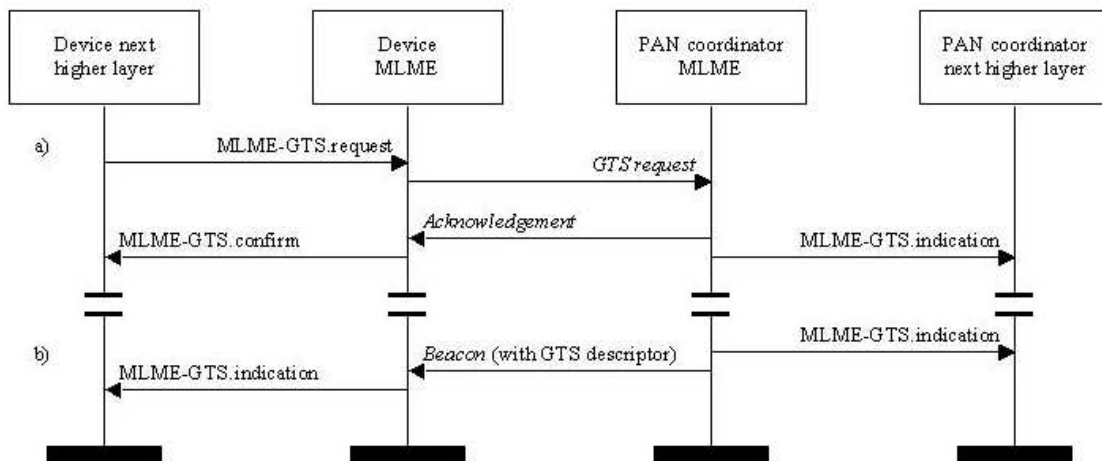 Device next
higher layer
Device
MLME
PAN coordinator
MLME
PAN coordinator
next higher layer
a)
MLME-GTS.request
GTS request
Acknowledgement
MLME-GTS.confirm
MLME-GTS.indication
MLME-GTS.indication
b)
Beacon (with GTS descriptor)
MLME-GTS.indication